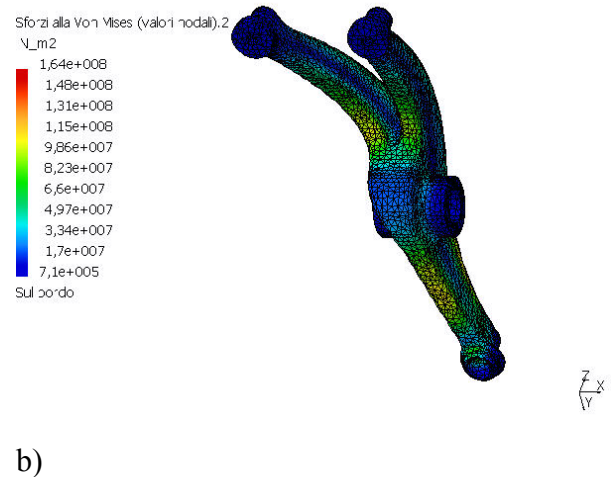 Sforzi alla Von Mises (valori nodali).2
N_m2
1,64e+008
1,48e+008
1,31e+008
1,15e+008
9,86e+007
8,23e+007
6,6e+007
4,97e+007
3,34e+007
1,7e+007
7,1e+005
Sul bordo
Z
X
Y
b)